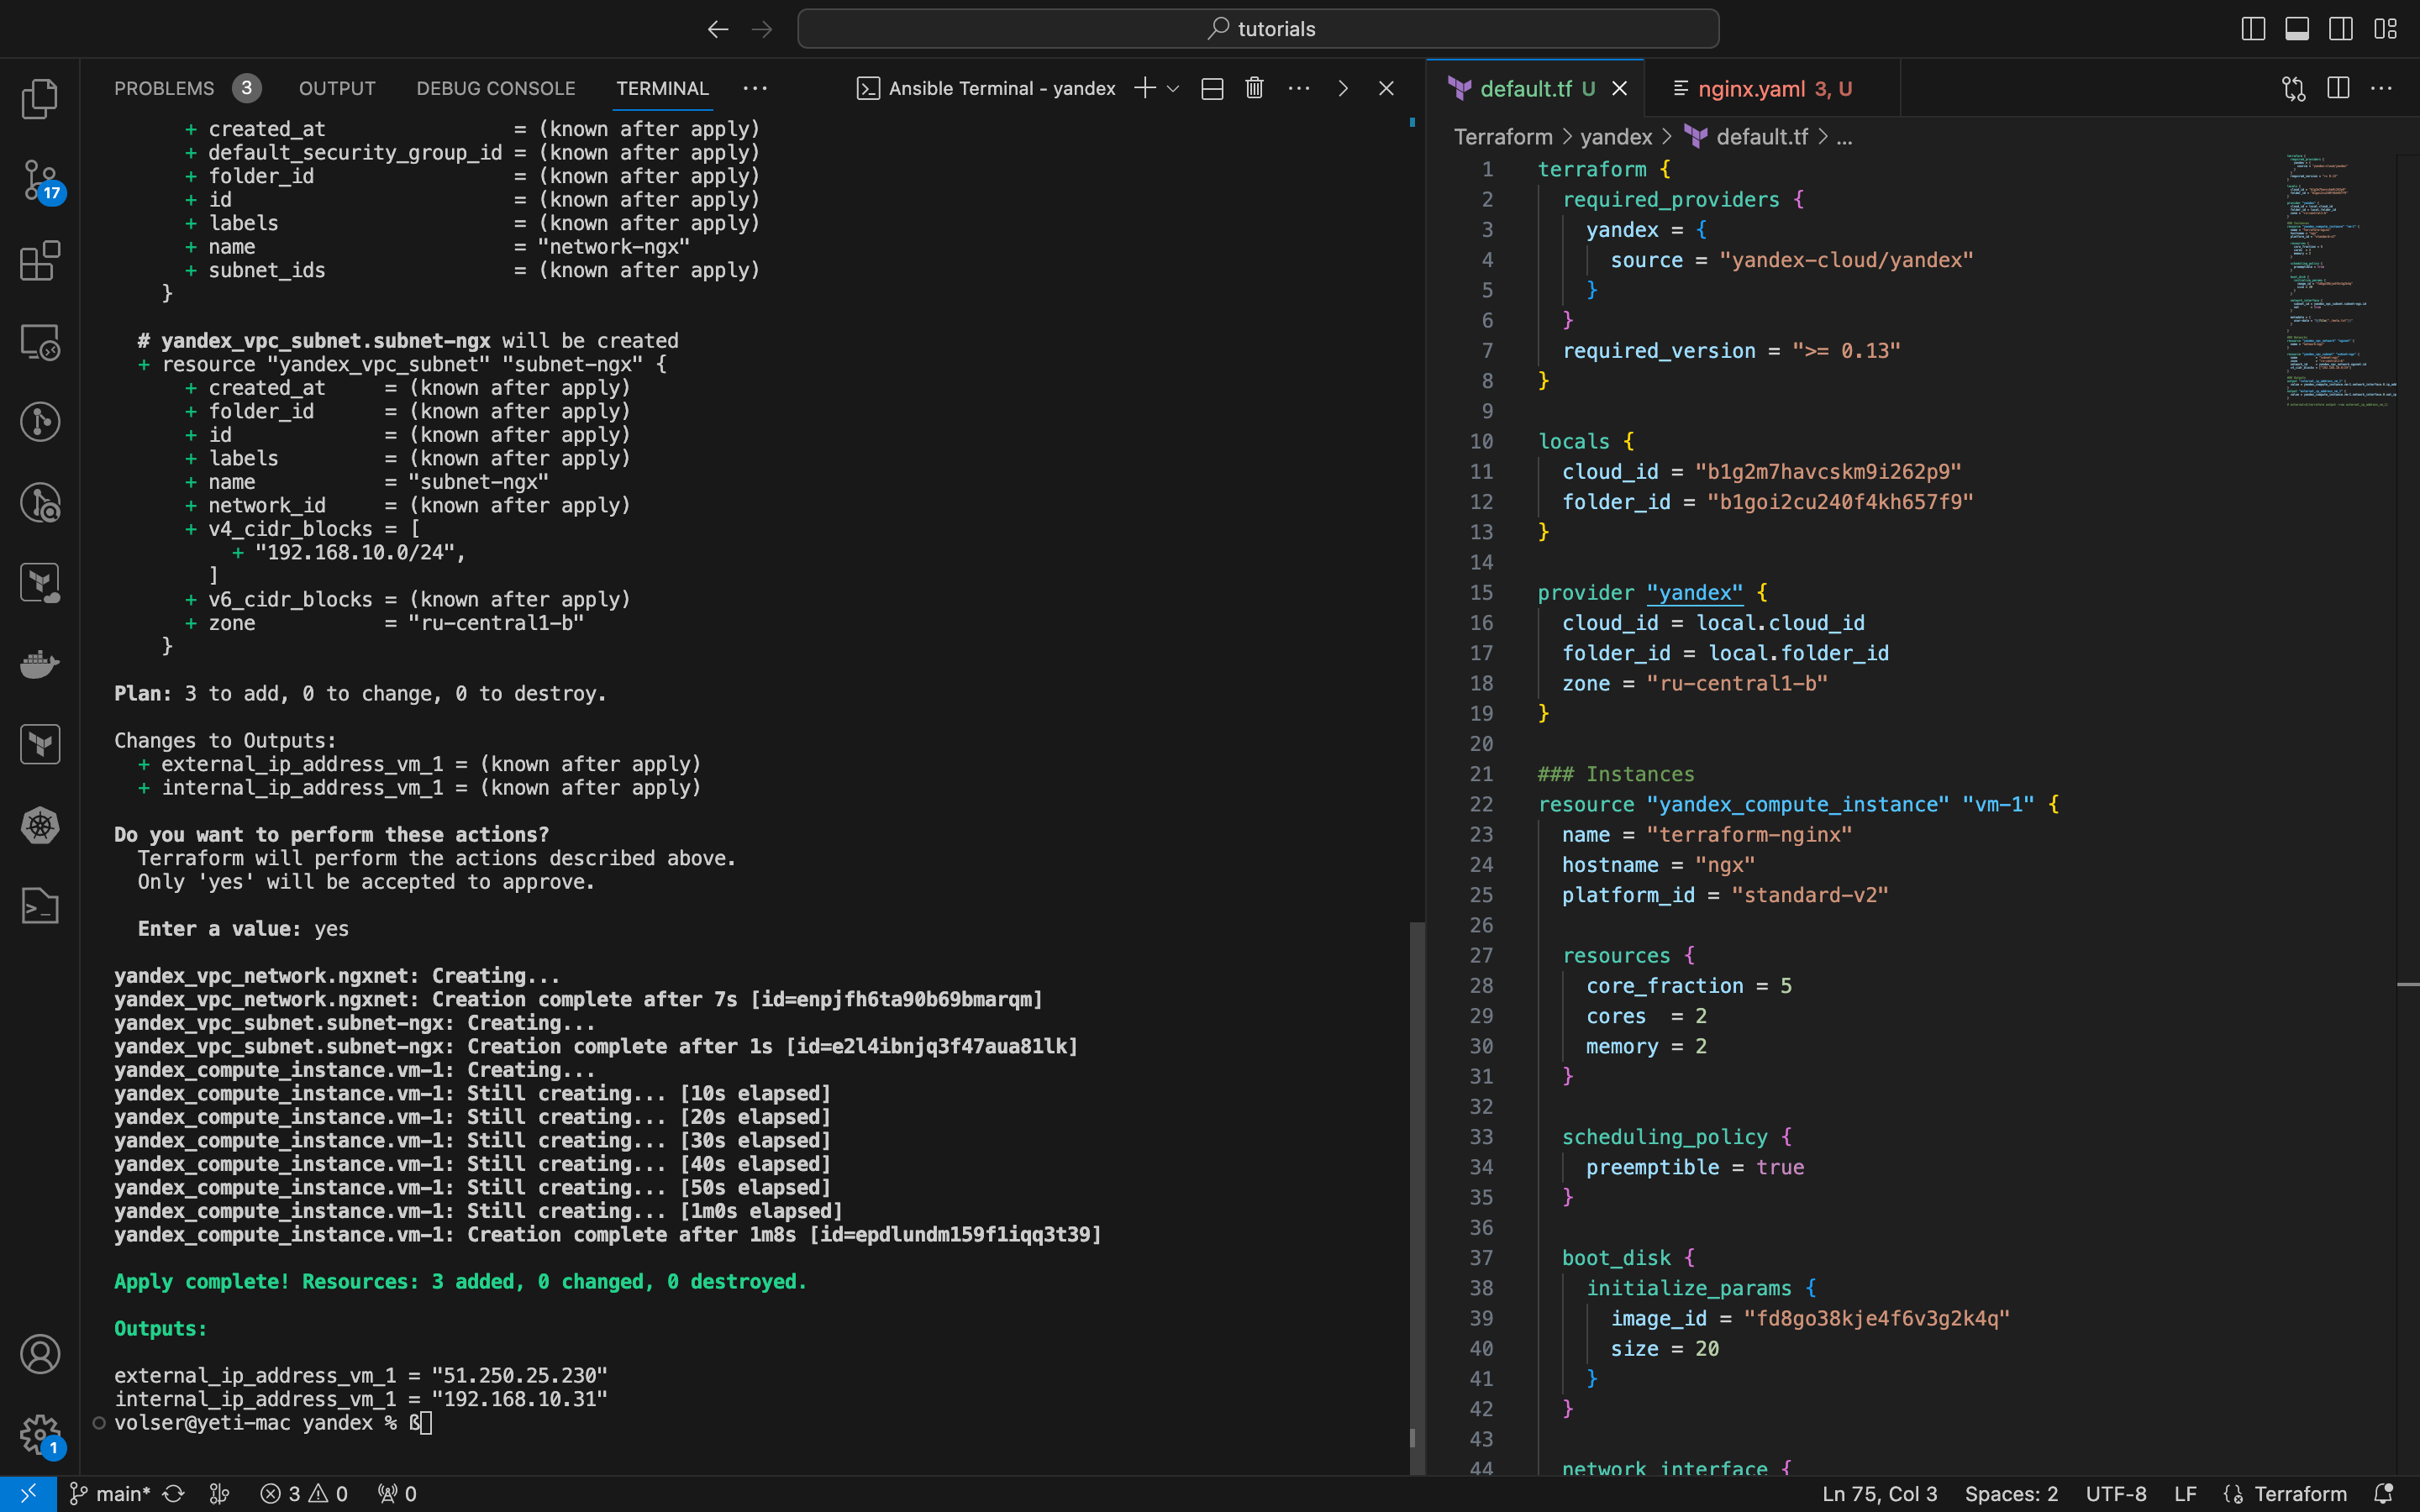 tutorials
PROBLEMS 3 OUTPUT DEBUG CONSOLE TERMINAL ··· Ansible Terminal - yandex
+ created_at = (known after apply)
+ default_security_group_id = (known after apply)
+ folder_id = (known after apply)
+ id = (known after apply)
+ labels = (known after apply)
+ name = "network-ngx"
+ subnet_ids = (known after apply)
}
# yandex_vpc_subnet.subnet-ngx will be created
+ resource "yandex_vpc_subnet" "subnet-ngx" {
+ created_at = (known after apply)
+ folder_id = (known after apply)
+ id = (known after apply)
+ labels = (known after apply)
+ name = "subnet-ngx"
+ network_id = (known after apply)
+ v4_cidr_blocks = [
+ "192.168.10.0/24",
]
+ v6_cidr_blocks = (known after apply)
+ zone = "ru-central1-b"
}
Plan: 3 to add, 0 to change, 0 to destroy.
Changes to Outputs:
+ external_ip_address_vm_1 = (known after apply)
+ internal_ip_address_vm_1 = (known after apply)
Do you want to perform these actions?
Terraform will perform the actions described above.
Only 'yes' will be accepted to approve.
Enter a value: yes
yandex_vpc_network.ngxnet: Creating...
yandex_vpc_network.ngxnet: Creation complete after 7s [id=enpjfh6ta90b69bmarqm]
yandex_vpc_subnet.subnet-ngx: Creating...
yandex_vpc_subnet.subnet-ngx: Creation complete after 1s [id=e2l4ibnjq3f47aua81lk]
yandex_compute_instance.vm-1: Creating...
yandex_compute_instance.vm-1: Still creating... [10s elapsed]
yandex_compute_instance.vm-1: Still creating... [20s elapsed]
yandex_compute_instance.vm-1: Still creating... [30s elapsed]
yandex_compute_instance.vm-1: Still creating... [40s elapsed]
yandex_compute_instance.vm-1: Still creating... [50s elapsed]
yandex_compute_instance.vm-1: Still creating... [1m0s elapsed]
yandex_compute_instance.vm-1: Creation complete after 1m8s [id=epdlundm159f1iqq3t39]
Apply complete! Resources: 3 added, 0 changed, 0 destroyed.
Outputs:
external_ip_address_vm_1 = "51.250.25.230"
internal_ip_address_vm_1 = "192.168.10.31"
volser@yeti-mac yandex % ß
default.tf U
nginx.yaml 3, U
Terraform > yandex > default.tf > ...
1 terraform {
2 required_providers {
3 yandex = {
4 source = "yandex-cloud/yandex"
5 }
6 }
7 required_version = ">= 0.13"
8 }
9
10 locals {
11 cloud_id = "b1g2m7havcskm9i262p9"
12 folder_id = "b1goi2cu240f4kh657f9"
13 }
14
15 provider "yandex" {
16 cloud_id = local.cloud_id
17 folder_id = local.folder_id
18 zone = "ru-central1-b"
19 }
20
21 ### Instances
22 resource "yandex_compute_instance" "vm-1" {
23 name = "terraform-nginx"
24 hostname = "ngx"
25 platform_id = "standard-v2"
26
27 resources {
28 core_fraction = 5
29 cores = 2
30 memory = 2
31 }
32
33 scheduling_policy {
34 preemptible = true
35 }
36
37 boot_disk {
38 initialize_params {
39 image_id = "fd8go38kje4f6v3g2k4q"
40 size = 20
41 }
42 }
43
44 network_interface {
17
1
main* 3 0 0
Ln 75, Col 3 Spaces: 2 UTF-8 LF Terraform